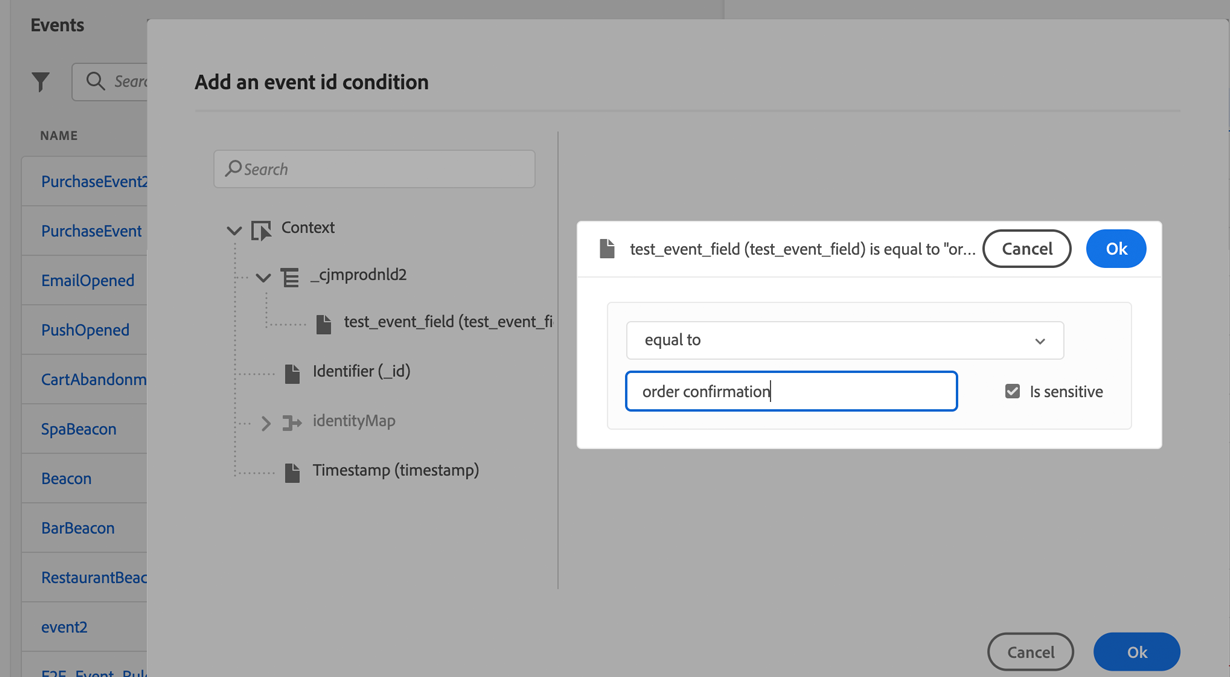 Events
Searc
NAME
PurchaseEvent2
PurchaseEvent
EmailOpened
PushOpened
CartAbandonm
SpaBeacon
Beacon
BarBeacon
RestaurantBeac
event2
E2E_Event_Rul
Add an event id condition
Search
Context
_cjmprodnld2
test_event_field (test_event_fi
Identifier (_id)
identityMap
Timestamp (timestamp)
test_event_field (test_event_field) is equal to "or...
Cancel
Ok
equal to
order confirmation
Is sensitive
Cancel
Ok